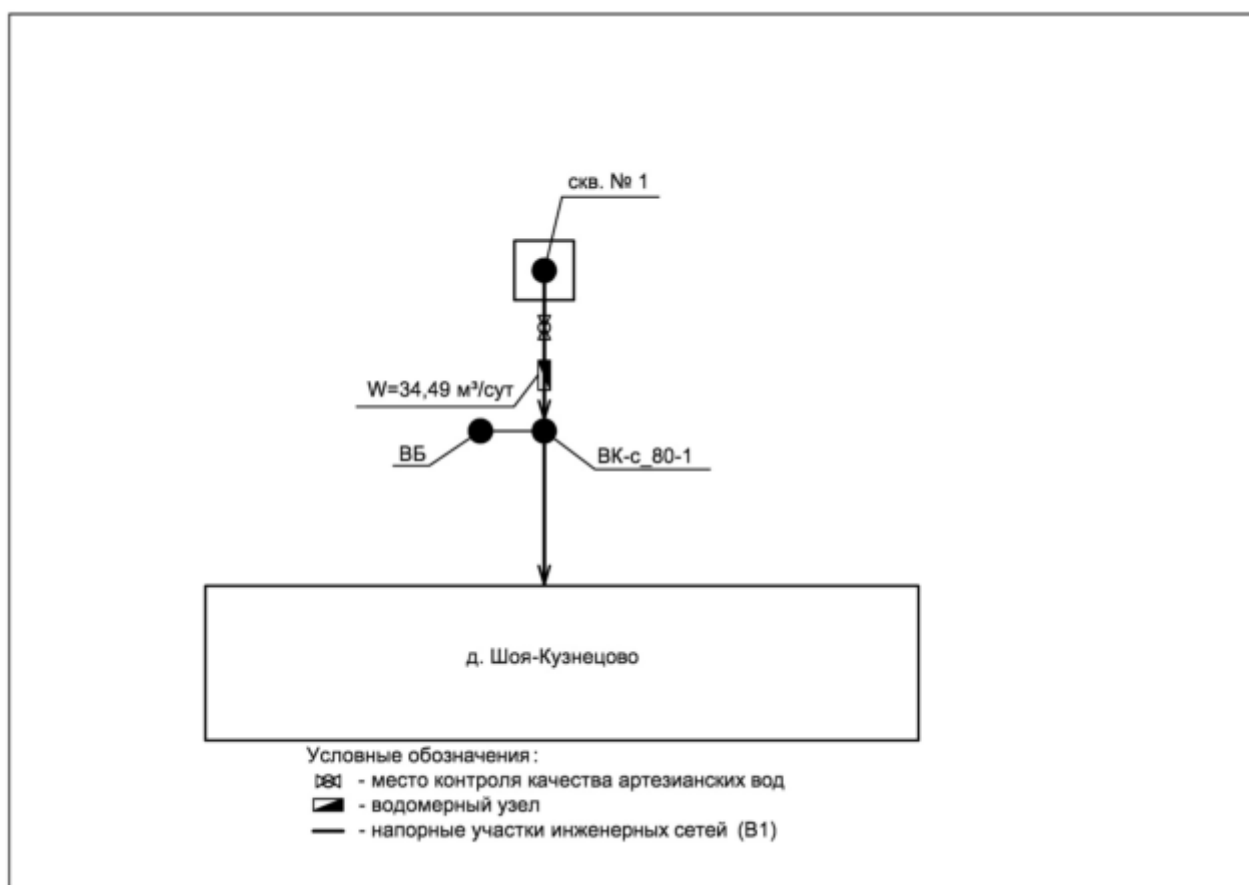 скв. № 1
W=34,49 м³/сут
ВБ
ВК-с_80-1
д. Шоя-Кузнецово
Условные обозначения:
- место контроля качества артезианских вод
- водомерный узел
- напорные участки инженерных сетей (В1)